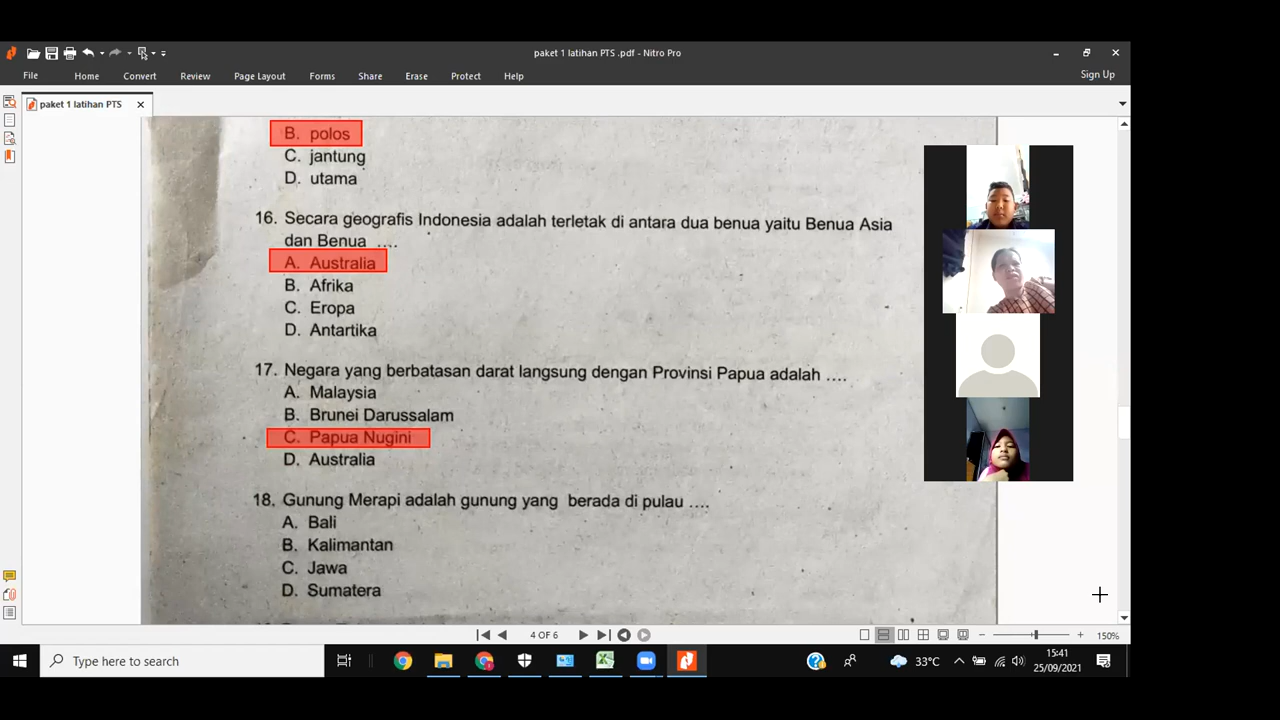 paket 1 latihan PTS .pdf - Nitro Pro
File Home Convert Review Page Layout Forms Share Erase Protect Help
Sign Up
paket 1 latihan PTS
B. polos
C. jantung
D. utama
16. Secara geografis Indonesia adalah terletak di antara dua benua yaitu Benua Asia
dan Benua ....
A. Australia
B. Afrika
C. Eropa
D. Antartika
17. Negara yang berbatasan darat langsung dengan Provinsi Papua adalah ....
A. Malaysia
B. Brunei Darussalam
C. Papua Nugini
D. Australia
18. Gunung Merapi adalah gunung yang berada di pulau ....
A. Bali
B. Kalimantan
C. Jawa
D. Sumatera
4 OF 6
150%
Type here to search
33°C
15:41
25/09/2021